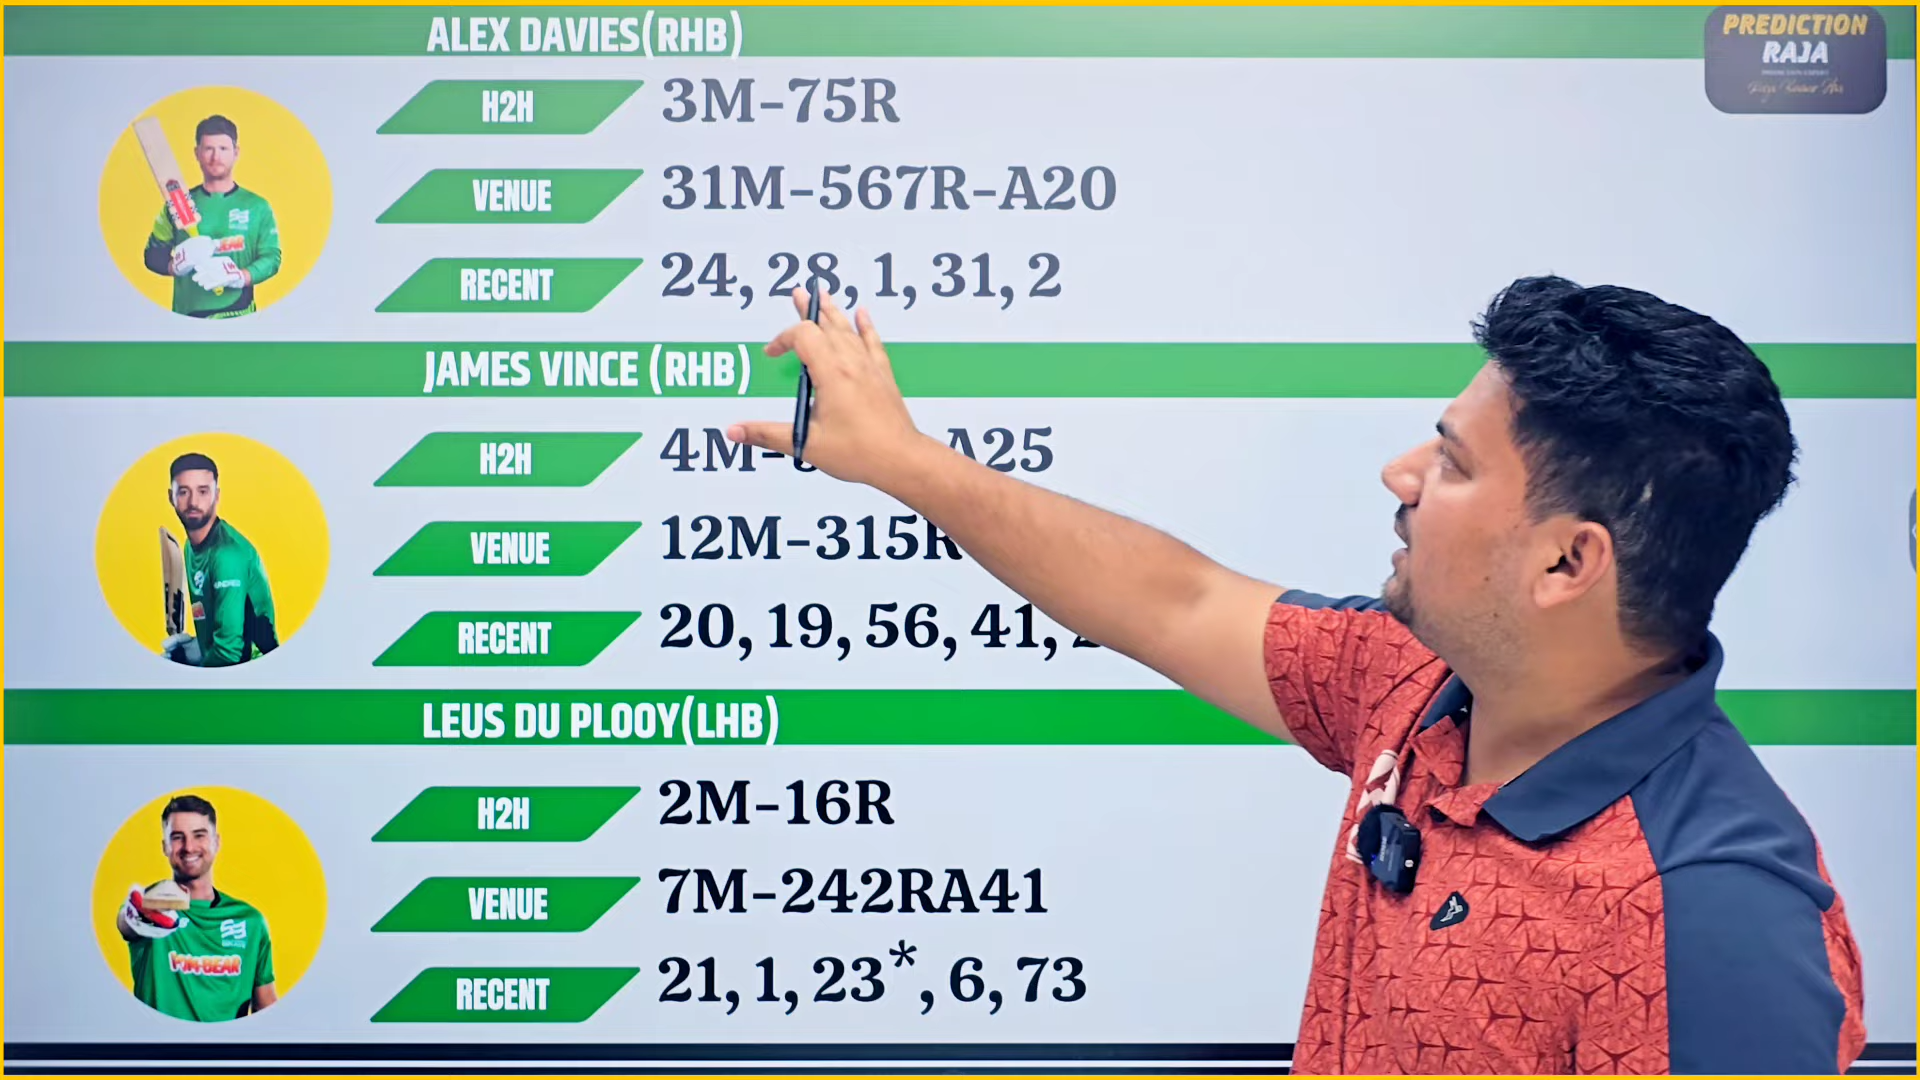 ALEX DAVIES(RHB)
PREDICTION
RAJA
H2H
3M-75R
VENUE
31M-567R-A20
RECENT
24, 28, 1, 31, 2
JAMES VINCE (RHB)
H2H
4M- A25
VENUE
12M-315R
RECENT
20, 19, 56, 41,
LEUS DU PLOOY(LHB)
H2H
2M-16R
VENUE
7M-242RA41
RECENT
21, 1, 23*, 6, 73